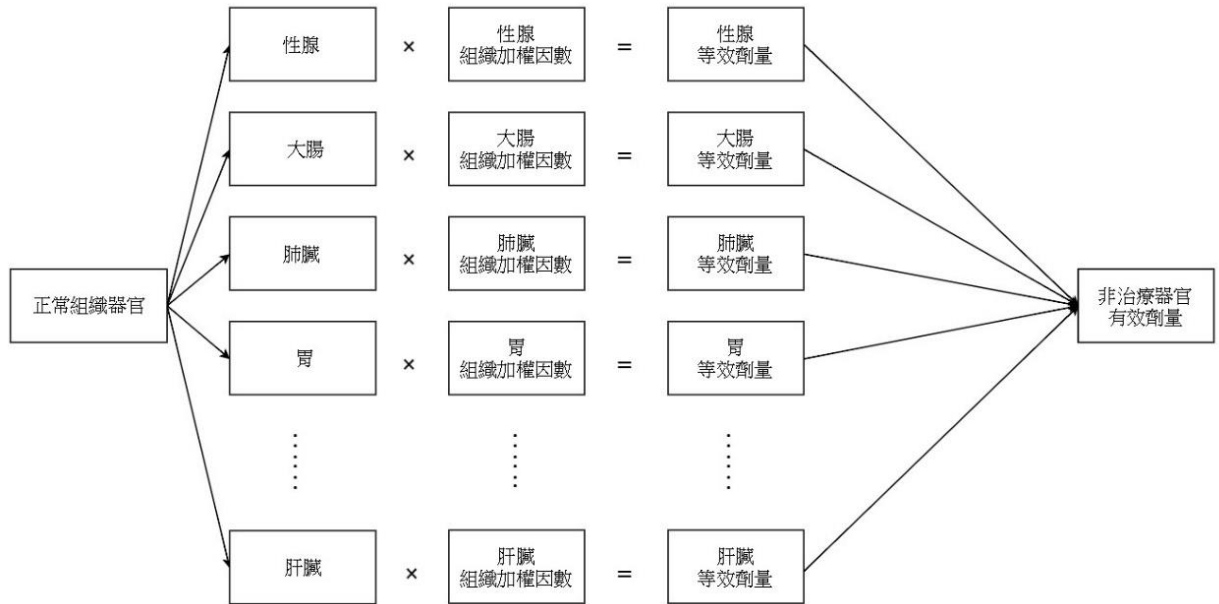 性腺
×
性腺
組織加權因數
=
性腺
等效劑量
大腸
×
大腸
組織加權因數
=
大腸
等效劑量
肺臟
×
肺臟
組織加權因數
=
肺臟
等效劑量
正常組織器官
非治療器官
有效劑量
胃
×
胃
組織加權因數
=
胃
等效劑量
肝臟
×
肝臟
組織加權因數
=
肝臟
等效劑量